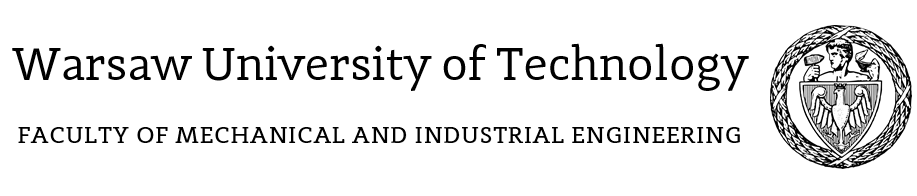 Warsaw University of Technology
FACULTY OF MECHANICAL AND INDUSTRIAL ENGINEERING